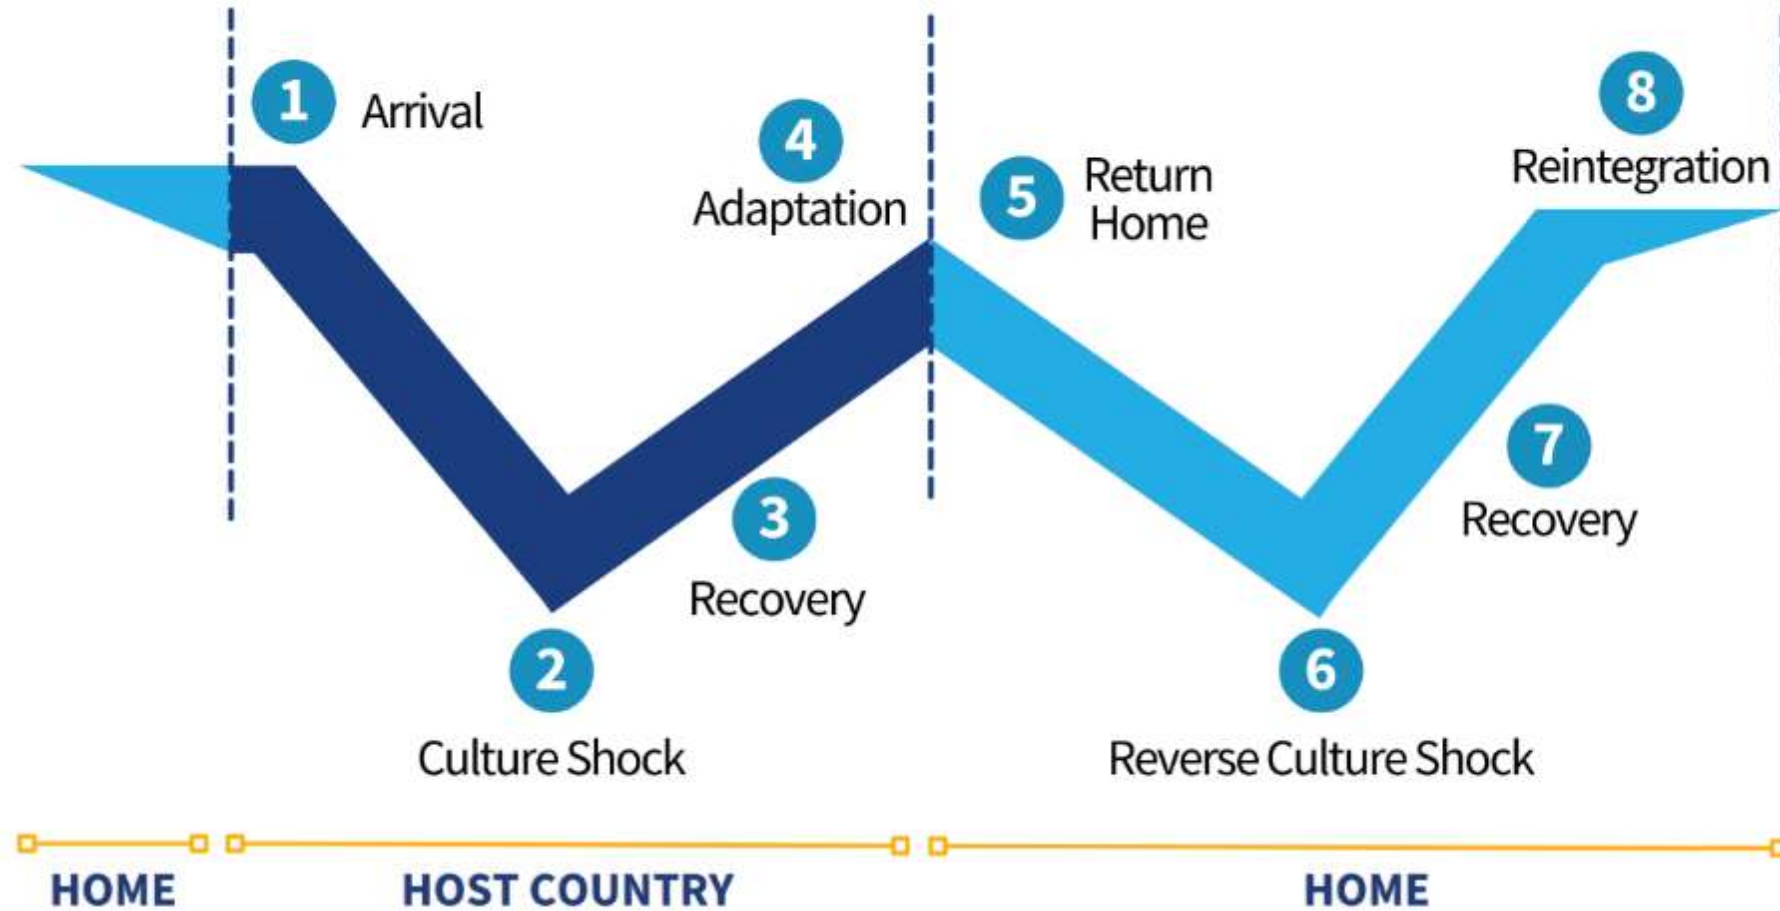 1
Arrival
2
Culture Shock
3
Recovery
4
Adaptation
5
Return
Home
6
Reverse Culture Shock
7
Recovery
8
Reintegration
HOME
HOST COUNTRY
HOME